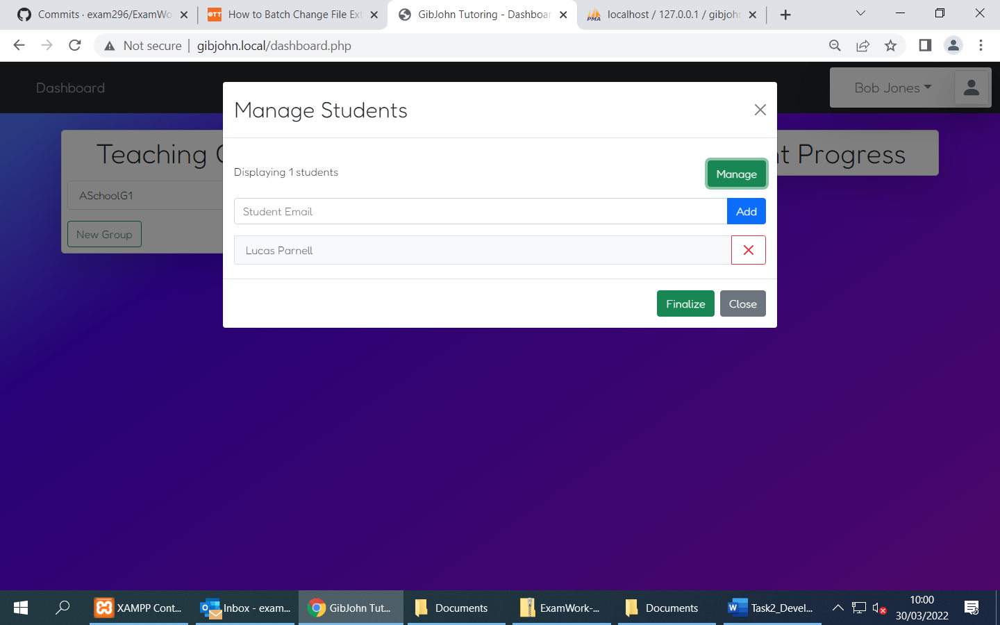 Commits · exam296/ExamWo
How to Batch Change File Ext
GibJohn Tutoring - Dashboar
PMA
localhost / 127.0.0.1 / gibjohn
Not secure
gibjohn.local/dashboard.php
Dashboard
Bob Jones
Manage Students
Teaching
nt Progress
Displaying 1 students
Manage
ASchoolG1
Student Email
Add
New Group
Lucas Parnell
Finalize
Close
XAMPP Cont...
Inbox - exam...
GibJohn Tut...
Documents
ExamWork-...
Documents
Task2_Devel...
10:00
30/03/2022